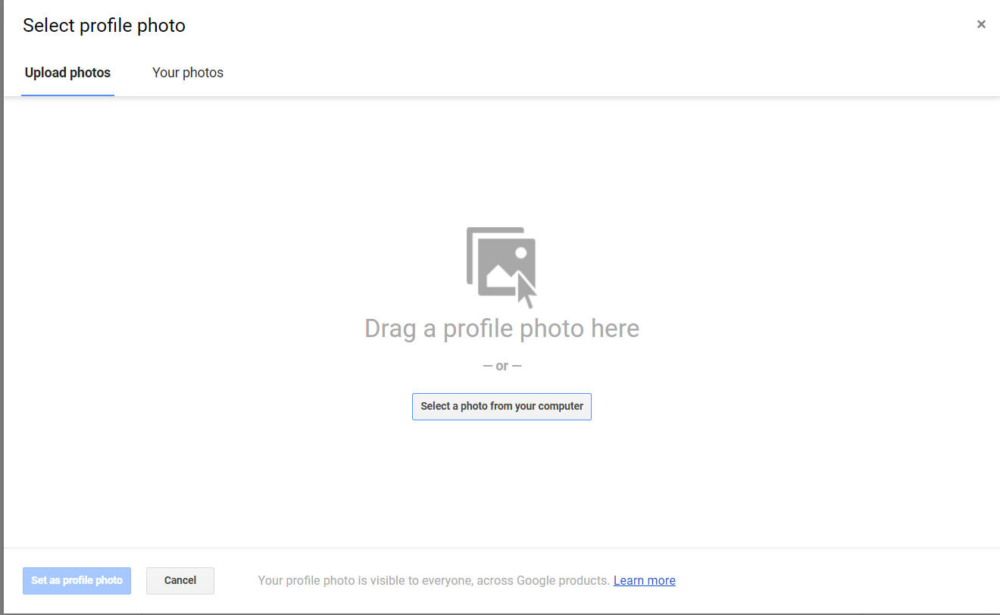 Select profile photo
×
Upload photos Your photos
Drag a profile photo here
— or —
Select a photo from your computer
Set as profile photo Cancel Your profile photo is visible to everyone, across Google products. Learn more